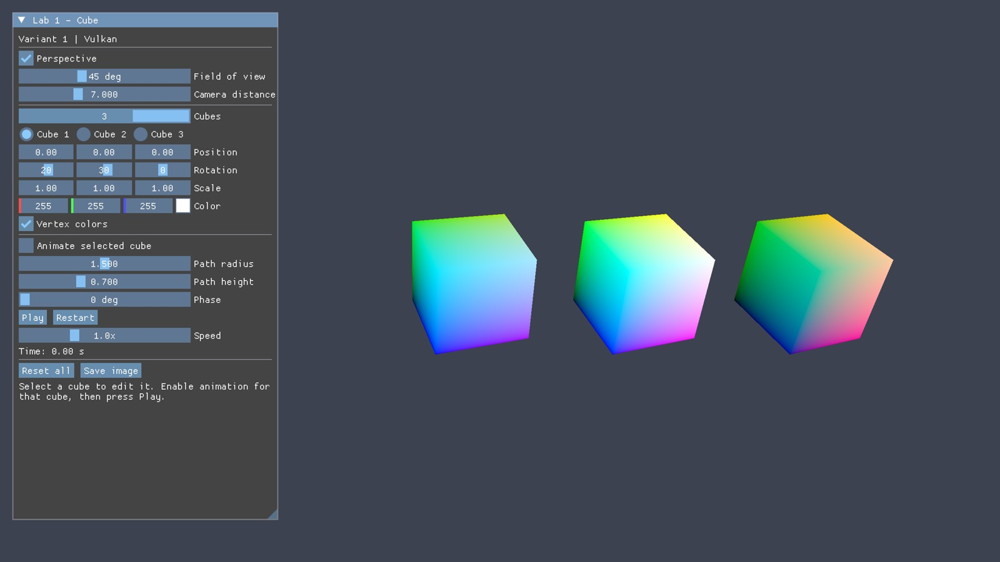 Lab 1 - Cube
Variant 1 | Vulkan
Perspective
45 deg Field of view
7.000 Camera distance
3 Cubes
Cube 1 Cube 2 Cube 3
0.00 0.00 0.00 Position
20 30 0 Rotation
1.00 1.00 1.00 Scale
255 255 255 Color
Vertex colors
Animate selected cube
1.500 Path radius
0.700 Path height
0 deg Phase
Play Restart
1.0x Speed
Time: 0.00 s
Reset all Save image
Select a cube to edit it. Enable animation for
that cube, then press Play.